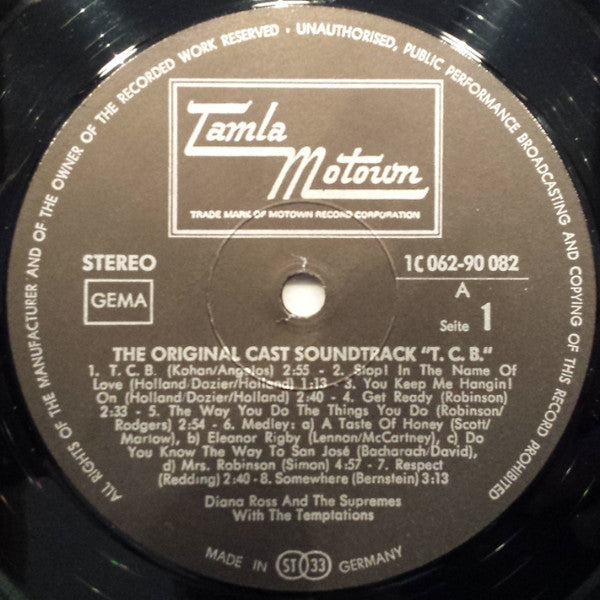 ALL RIGHTS OF THE MANUFACTURER AND OF THE OWNER OF THE RECORDED WORK RESERVED · UNAUTHORISED, PUBLIC PERFORMANCE BROADCASTING AND COPYING OF THIS RECORD PROHIBITED
Tamla
Motown
TRADE MARK OF MOTOWN RECORD CORPORATION
STEREO
1C 062-90 082
GEMA
A
Seite 1
THE ORIGINAL CAST SOUNDTRACK "T. C. B."
1. T. C. B. (Kohan/Angelos) 2:55 - 2. Stop! In The Name Of
Love (Holland/Dozier/Holland) 1:13 - 3. You Keep Me Hangin!
On (Holland/Dozier/Holland) 2:40 - 4. Get Ready (Robinson)
2:33 - 5. The Way You Do The Things You Do (Robinson/
Rodgers) 2:54 - 6. Medley: a) A Taste Of Honey (Scott/
Marlow), b) Eleanor Rigby (Lennon/McCartney), c) Do
You Know The Way To San José (Bacharach/David),
d) Mrs. Robinson (Simon) 4:57 - 7. Respect
(Redding) 2:40 - 8. Somewhere (Bernstein) 3:13
Diana Ross And The Supremes
With The Temptations
MADE IN ST 33 GERMANY